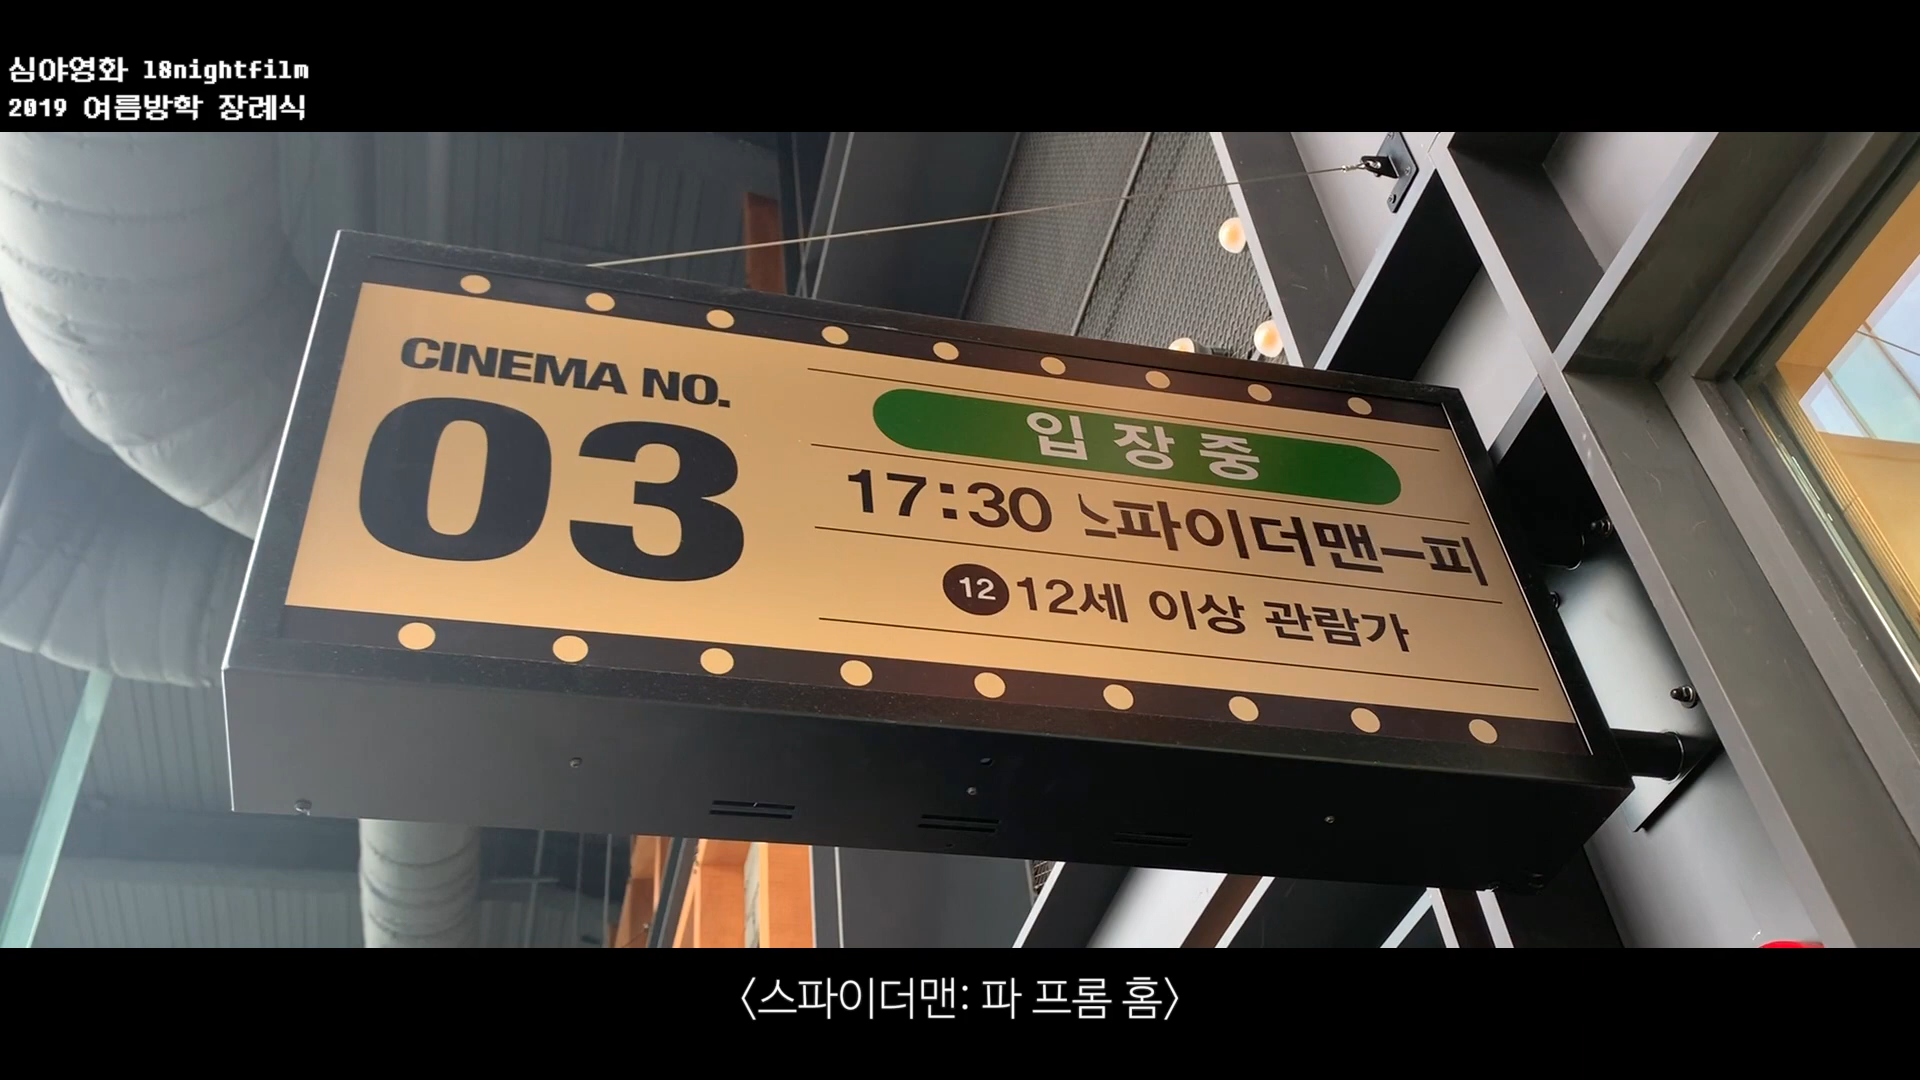 심야영화 18nightfilm
2019 여름방학 장례식
CINEMA NO.
03
입장중
17:30 스파이더맨-피
12 12세 이상 관람가
〈스파이더맨: 파 프롬 홈〉